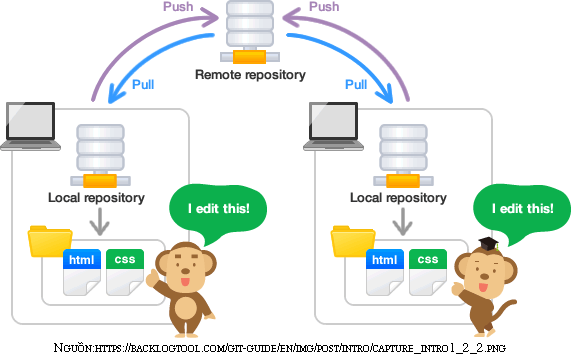 Push
Push
Remote repository
Pull
Pull
Local repository
Local repository
I edit this!
I edit this!
html
css
html
css
NGUỒN:HTTPS://BACKLOGTOOL.COM/GIT-GUIDE/EN/IMG/POST/INTRO/CAPTURE_INTRO1_2_2.PNG